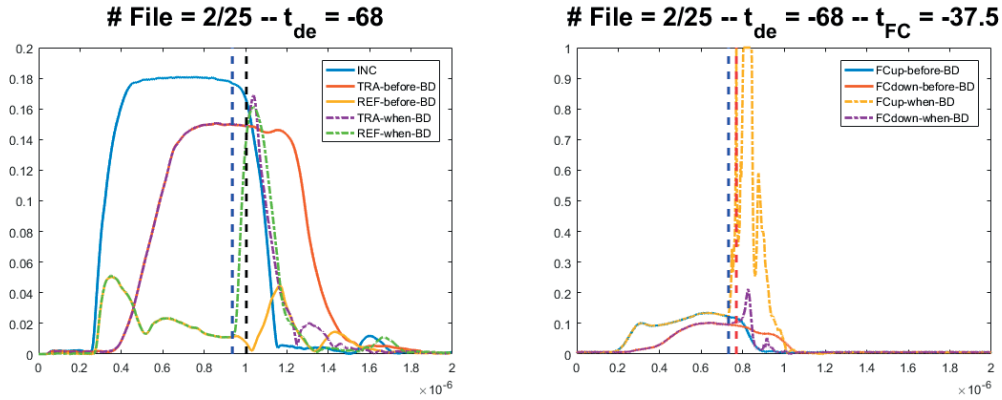 # File = 2/25 -- t_de = -68
0.2
0.18
0.16
0.14
0.12
0.1
0.08
0.06
0.04
0.02
0
0 0.2 0.4 0.6 0.8 1 1.2 1.4 1.6 1.8 2
×10^-6
INC
TRA-before-BD
REF-before-BD
TRA-when-BD
REF-when-BD
# File = 2/25 -- t_de = -68 -- t_FC = -37.5
1
0.9
0.8
0.7
0.6
0.5
0.4
0.3
0.2
0.1
0
0 0.2 0.4 0.6 0.8 1 1.2 1.4 1.6 1.8 2
×10^-6
FCup-before-BD
FCdown-before-BD
FCup-when-BD
FCdown-when-BD